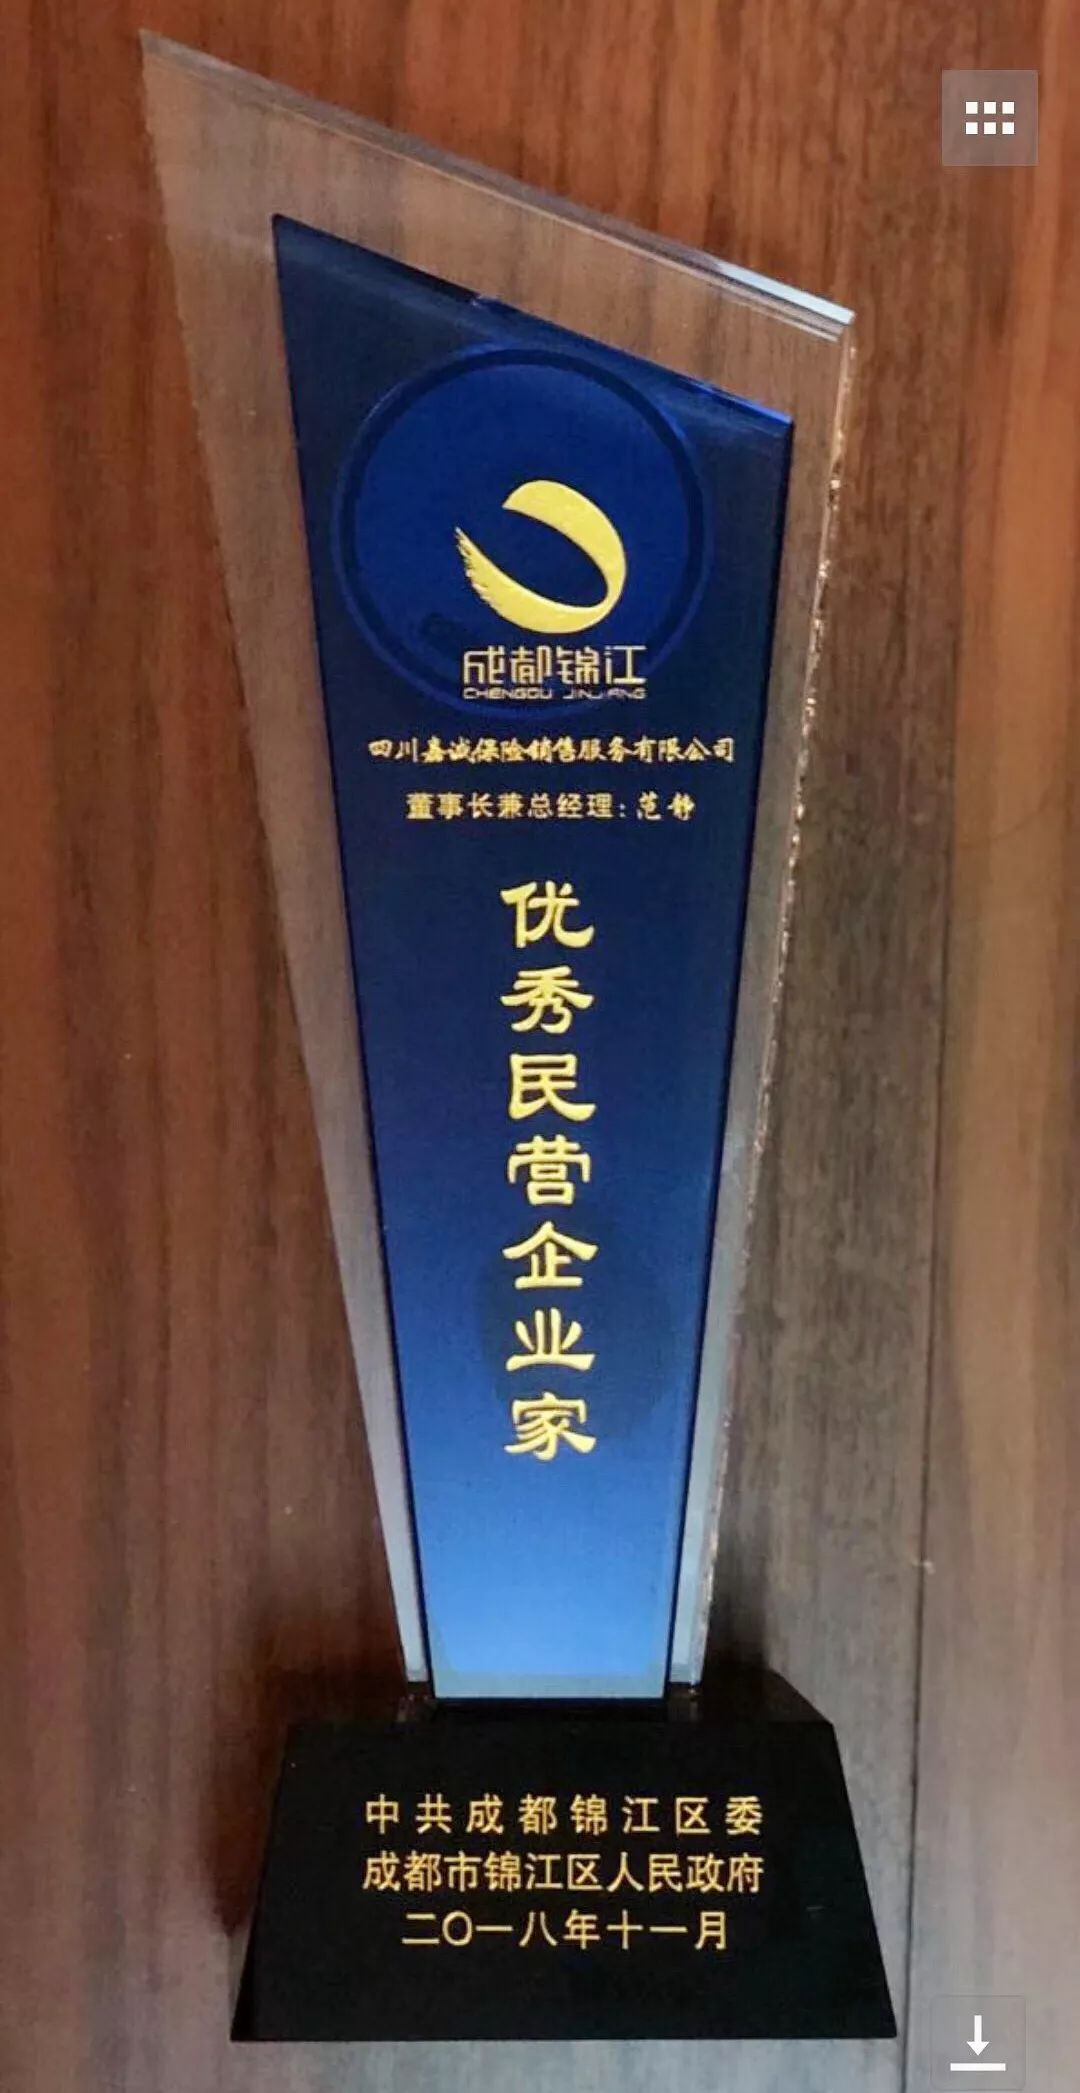 成都锦江
CHENGDU JINJIANG
四川嘉诚保险销售服务有限公司
董事长兼总经理:范静
优秀民营企业家
中共成都锦江区委
成都市锦江区人民政府
二〇一八年十一月